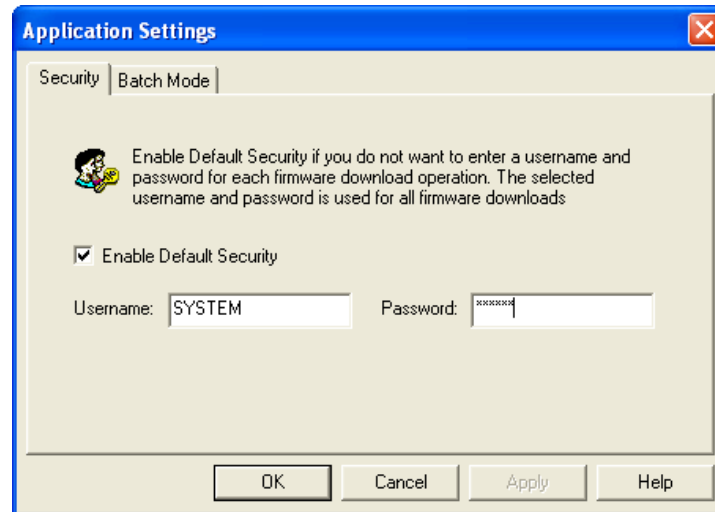 Application Settings
Security Batch Mode
Enable Default Security if you do not want to enter a username and
password for each firmware download operation. The selected
username and password is used for all firmware downloads
Enable Default Security
Username: SYSTEM Password: ******
OK Cancel Apply Help